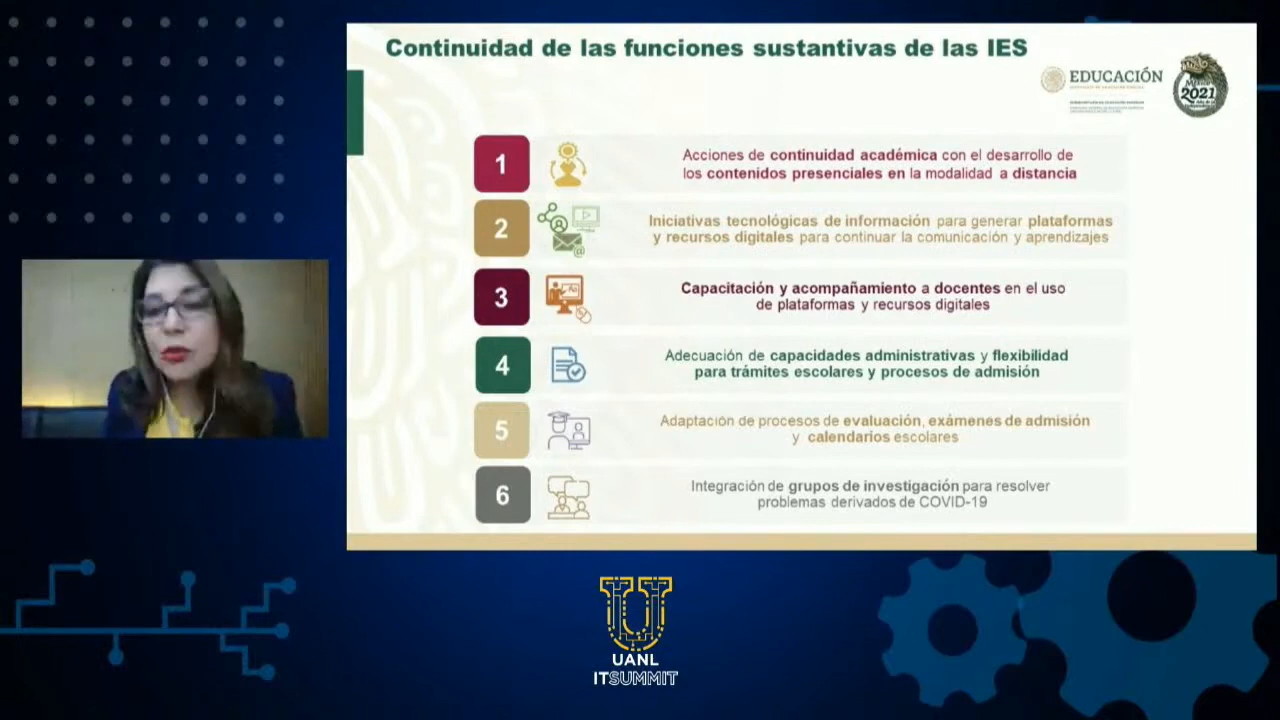 Continuidad de las funciones sustantivas de las IES
EDUCACIÓN
2021
1
Acciones de continuidad académica con el desarrollo de
los contenidos presenciales en la modalidad a distancia
2
Iniciativas tecnológicas de información para generar plataformas
y recursos digitales para continuar la comunicación y aprendizajes
3
Capacitación y acompañamiento a docentes en el uso
de plataformas y recursos digitales
4
Adecuación de capacidades administrativas y flexibilidad
para trámites escolares y procesos de admisión
5
Adaptación de procesos de evaluación, exámenes de admisión
y calendarios escolares
6
Integración de grupos de investigación para resolver
problemas derivados de COVID-19
U
UANL
ITSUMMIT